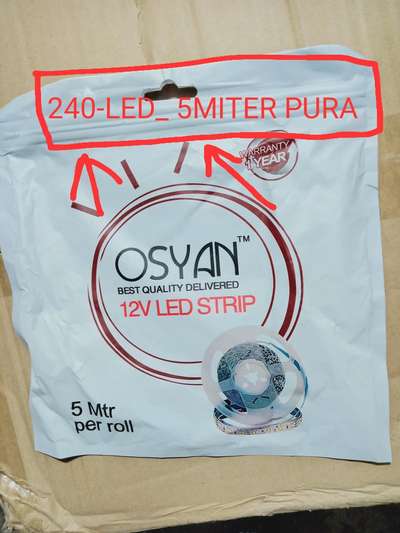 240-LED_ 5MITER PURA
WARRANTY
1 YEAR
OSYAN™
BEST QUALITY DELIVERED
12V LED STRIP
5 Mtr
per roll